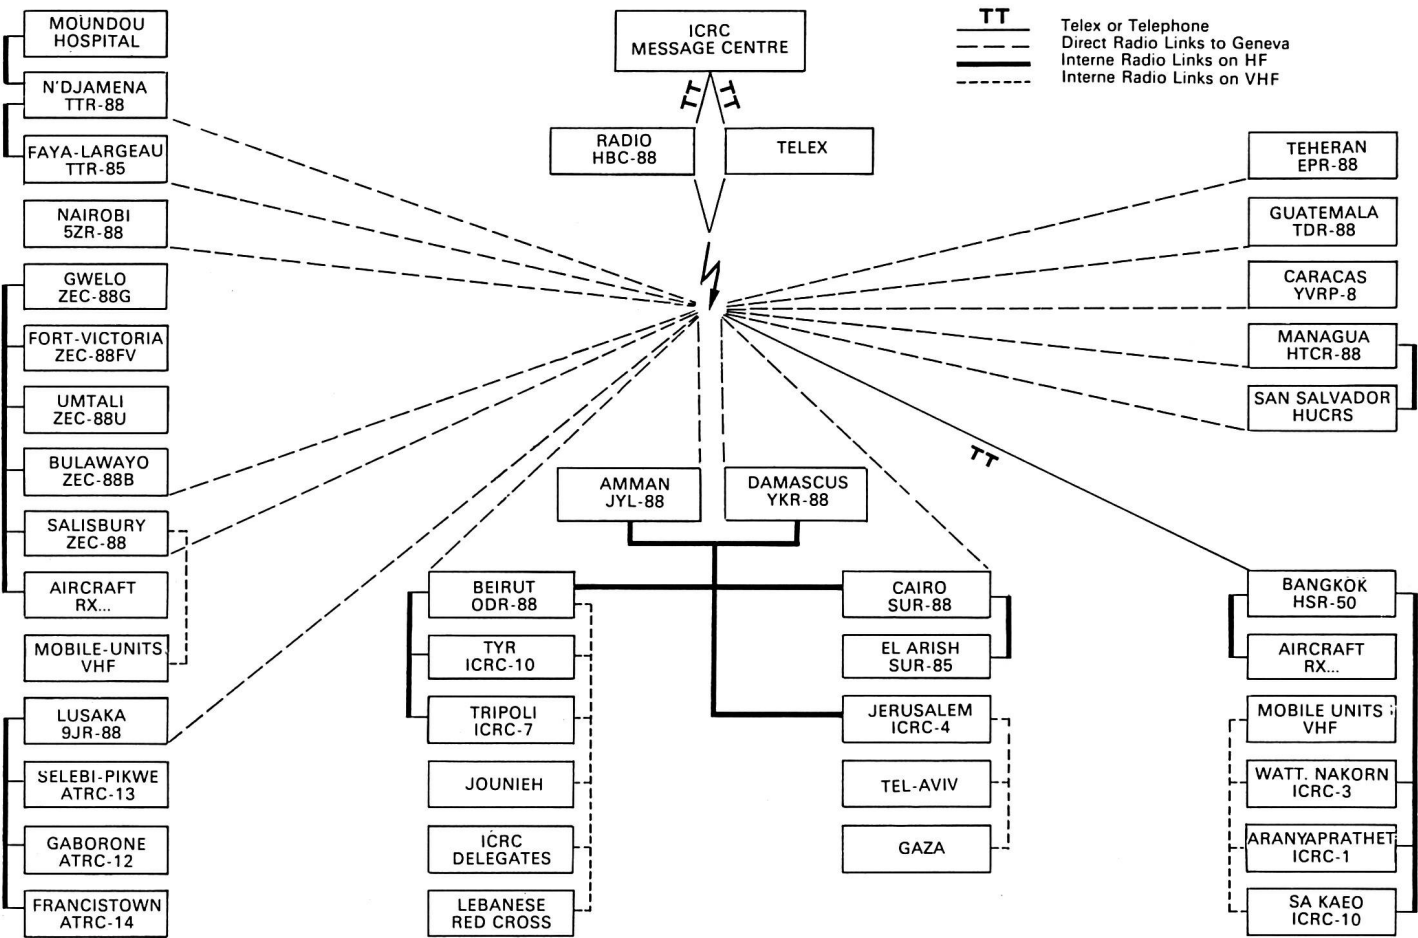 MOUNDOU
HOSPITAL
N'DJAMENA
TTR-88
FAYA-LARGEAU
TTR-85
NAIROBI
5ZR-88
GWELO
ZEC-88G
FORT-VICTORIA
ZEC-88FV
UMTALI
ZEC-88U
BULAWAYO
ZEC-88B
SALISBURY
ZEC-88
AIRCRAFT
RX...
MOBILE-UNITS
VHF
LUSAKA
9JR-88
SELEBI-PIKWE
ATRC-13
GABORONE
ATRC-12
FRANCISTOWN
ATRC-14
ICRC
MESSAGE CENTRE
TT
TT
RADIO
HBC-88
TELEX
AMMAN
JYL-88
DAMASCUS
YKR-88
BEIRUT
ODR-88
TYR
ICRC-10
TRIPOLI
ICRC-7
JOUNIEH
ICRC
DELEGATES
LEBANESE
RED CROSS
CAIRO
SUR-88
EL ARISH
SUR-85
JERUSALEM
ICRC-4
TEL-AVIV
GAZA
TT
Telex or Telephone
Direct Radio Links to Geneva
Interne Radio Links on HF
Interne Radio Links on VHF
TEHERAN
EPR-88
GUATEMALA
TDR-88
CARACAS
YVRP-8
MANAGUA
HTCR-88
SAN SALVADOR
HUCRS
TT
BANGKOK
HSR-50
AIRCRAFT
RX...
MOBILE UNITS
VHF
WATT. NAKORN
ICRC-3
ARANYAPRATHET
ICRC-1
SA KAEO
ICRC-10